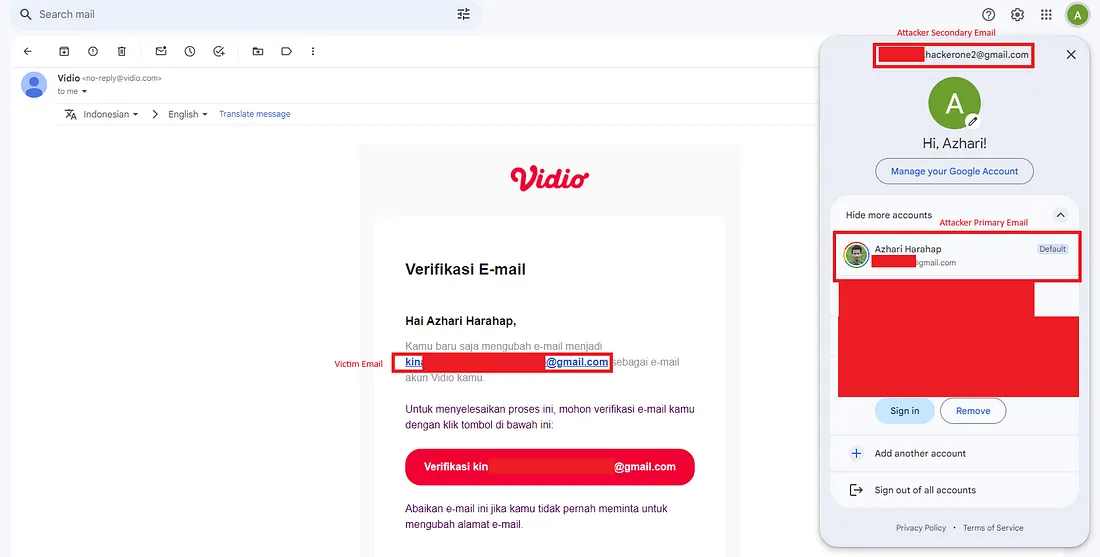 Search mail
A
Attacker Secondary Email
hackerone2@gmail.com
Vidio <no-reply@vidio.com>
to me
Indonesian > English Translate message
A
Hi, Azhari!
Manage your Google Account
Hide more accounts
Attacker Primary Email
Azhari Harahap Default
@gmail.com
Sign in Remove
Add another account
Sign out of all accounts
Privacy Policy • Terms of Service
Vidio
Verifikasi E-mail
Hai Azhari Harahap,
Kamu baru saja mengubah e-mail menjadi
Victim Email
kin @gmail.com sebagai e-mail
akun Vidio kamu.
Untuk menyelesaikan proses ini, mohon verifikasi e-mail kamu
dengan klik tombol di bawah ini:
Verifikasi kin @gmail.com
Abaikan e-mail ini jika kamu tidak pernah meminta untuk
mengubah alamat e-mail.